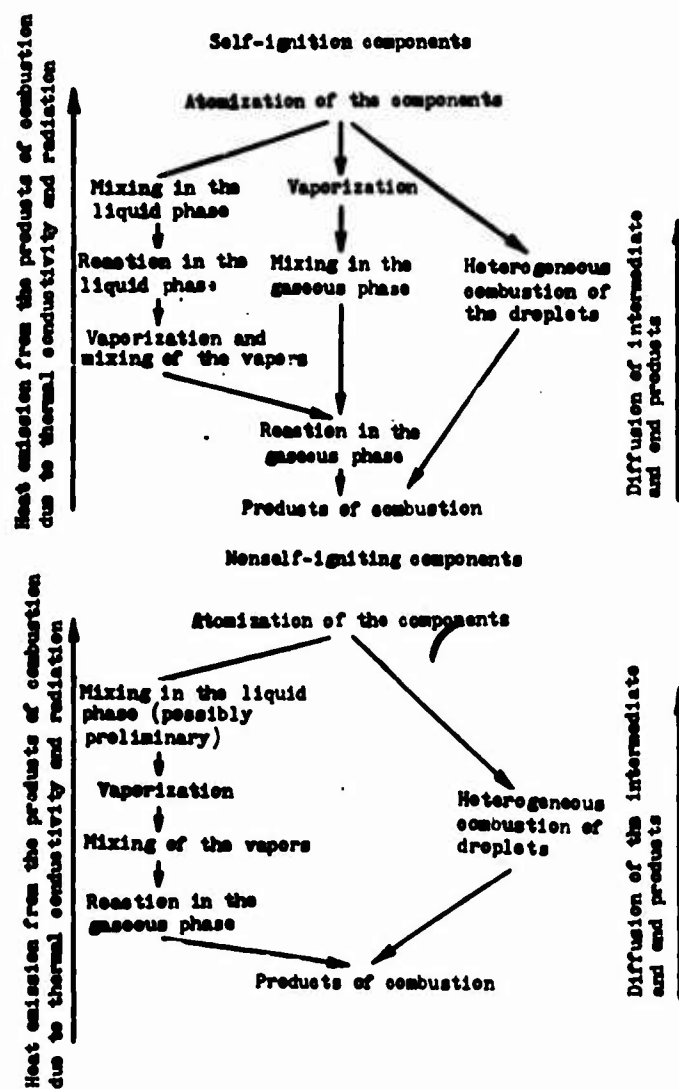 Self-ignition components
Heat emission from the products of combustion
due to thermal conductivity and radiation
Atomization of the components
Mixing in the
liquid phase
Vaporization
Reaction in the
liquid phase
Mixing in the
gaseous phase
Heterogeneous
combustion of
the droplets
Vaporization and
mixing of the vapors
Reaction in the
gaseous phase
Products of combustion
Diffusion of intermediate
and end products
Nonself-igniting components
Heat emission from the products of combustion
due to thermal conductivity and radiation
Atomization of the components
Mixing in the liquid
phase (possibly
preliminary)
Vaporization
Mixing of the vapors
Reaction in the
gaseous phase
Heterogeneous
combustion of
droplets
Products of combustion
Diffusion of the intermediate
and end products